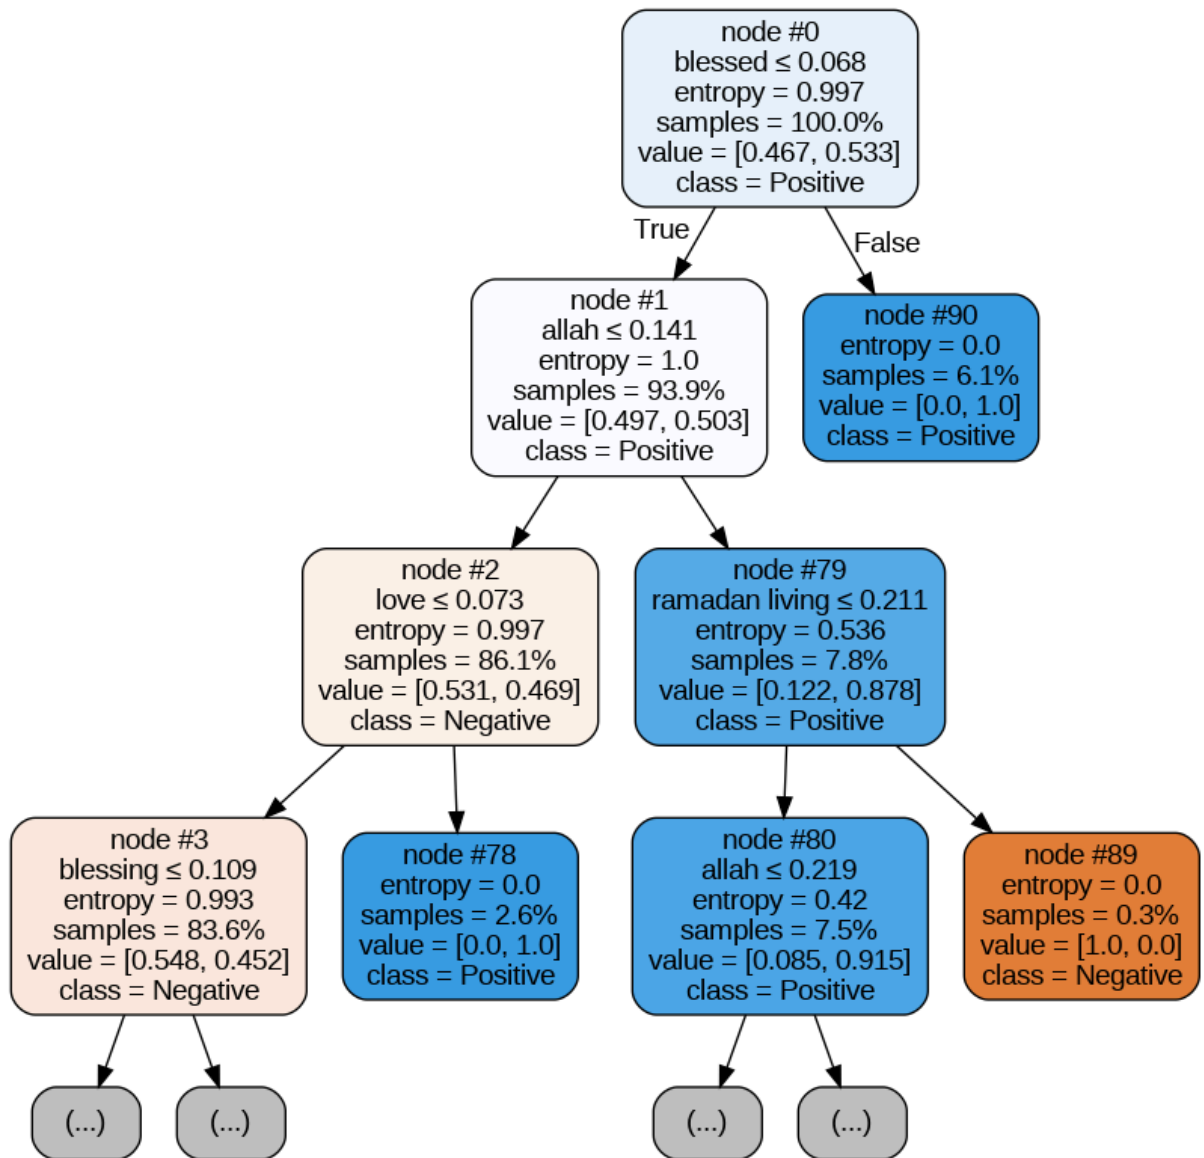 node #0
blessed ≤ 0.068
entropy = 0.997
samples = 100.0%
value = [0.467, 0.533]
class = Positive
True
False
node #1
allah ≤ 0.141
entropy = 1.0
samples = 93.9%
value = [0.497, 0.503]
class = Positive
node #90
entropy = 0.0
samples = 6.1%
value = [0.0, 1.0]
class = Positive
node #2
love ≤ 0.073
entropy = 0.997
samples = 86.1%
value = [0.531, 0.469]
class = Negative
node #79
ramadan living ≤ 0.211
entropy = 0.536
samples = 7.8%
value = [0.122, 0.878]
class = Positive
node #3
blessing ≤ 0.109
entropy = 0.993
samples = 83.6%
value = [0.548, 0.452]
class = Negative
node #78
entropy = 0.0
samples = 2.6%
value = [0.0, 1.0]
class = Positive
node #80
allah ≤ 0.219
entropy = 0.42
samples = 7.5%
value = [0.085, 0.915]
class = Positive
node #89
entropy = 0.0
samples = 0.3%
value = [1.0, 0.0]
class = Negative
(...)
(...)
(...)
(...)